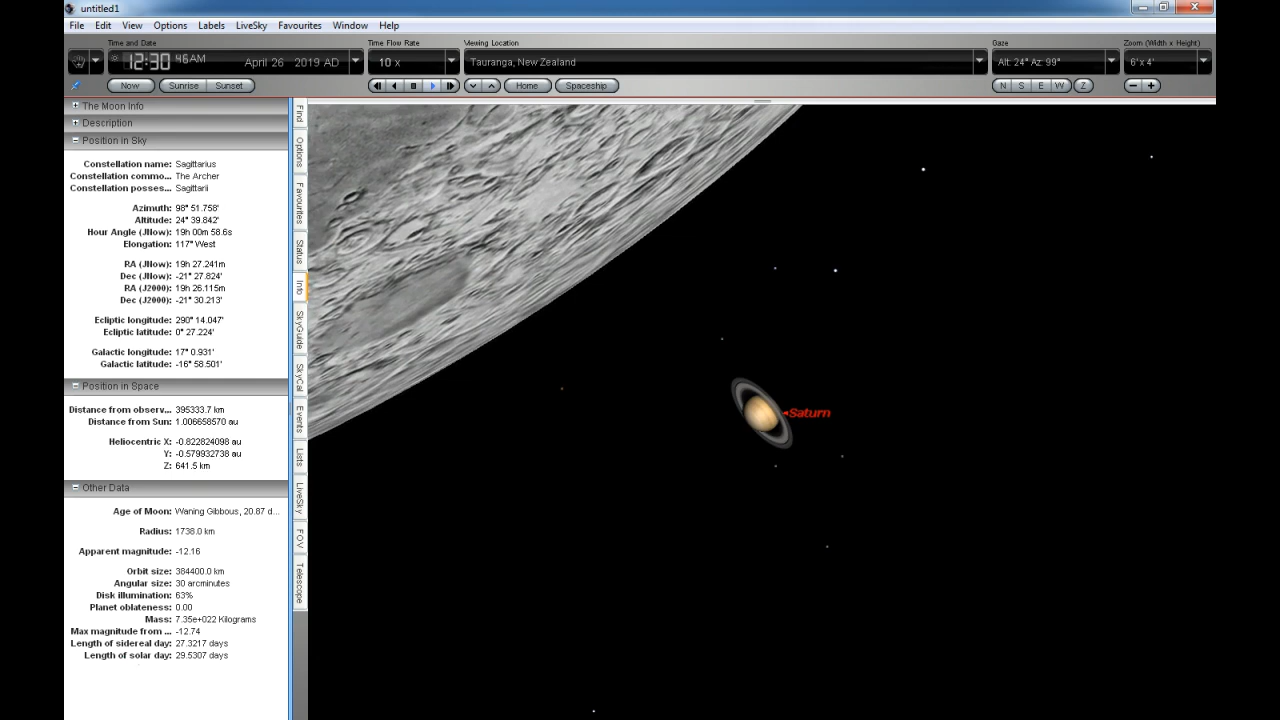 untitled1
File Edit View Options Labels LiveSky Favourites Window Help
Time and Date Time Flow Rate Viewing Location Gaze Zoom (Width x Height)
12:30 46AM April 26 2019 AD 10 x Tauranga, New Zealand Alt: 24° Az: 99° 6'x 4'
Now Sunrise Sunset Home Spaceship N S E W Z
The Moon Info
Description
Position in Sky
Constellation name: Sagittarius
Constellation commo... The Archer
Constellation posses... Sagittarii
Azimuth: 98° 51.758'
Altitude: 24° 39.842'
Hour Angle (JNow): 19h 00m 58.6s
Elongation: 117° West
RA (JNow): 19h 27.241m
Dec (JNow): -21° 27.824'
RA (J2000): 19h 26.115m
Dec (J2000): -21° 30.213'
Ecliptic longitude: 290° 14.047'
Ecliptic latitude: 0° 27.224'
Galactic longitude: 17° 0.931'
Galactic latitude: -16° 58.501'
Position in Space
Distance from observ... 395333.7 km
Distance from Sun: 1.006658570 au
Heliocentric X: -0.822824098 au
Y: -0.579932738 au
Z: 641.5 km
Other Data
Age of Moon: Waning Gibbous, 20.87 d...
Radius: 1738.0 km
Apparent magnitude: -12.16
Orbit size: 384400.0 km
Angular size: 30 arcminutes
Disk illumination: 63%
Planet oblateness: 0.00
Mass: 7.35e+022 Kilograms
Max magnitude from ... -12.74
Length of sidereal day: 27.3217 days
Length of solar day: 29.5307 days
Find
Options
Favourites
Status
Info
SkyGuide
SkyCal
Events
Lists
LiveSky
FOV
Telescope
Saturn